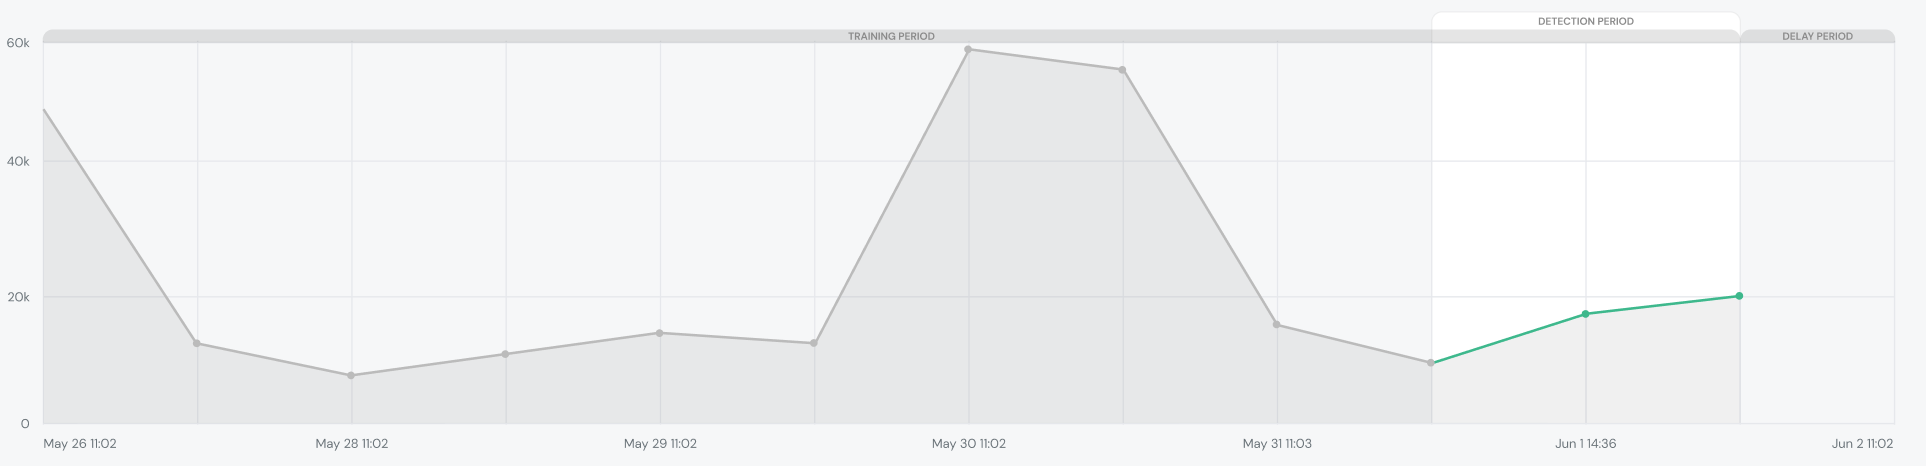 DETECTION PERIOD
TRAINING PERIOD
DELAY PERIOD
60k
40k
20k
0
May 26 11:02
May 28 11:02
May 29 11:02
May 30 11:02
May 31 11:03
Jun 1 14:36
Jun 2 11:02